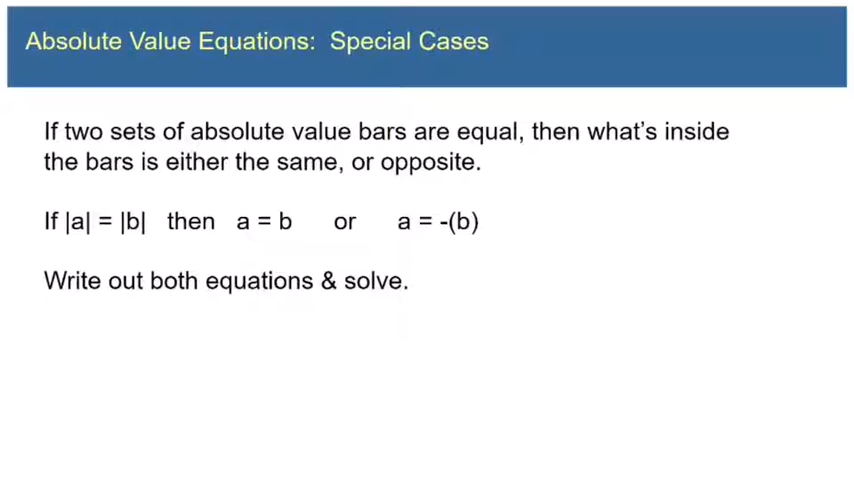 Absolute Value Equations:  Special Cases
If two sets of absolute value bars are equal, then what's inside
the bars is either the same, or opposite.
If |a| = |b|   then   a = b      or      a = -(b)
Write out both equations & solve.